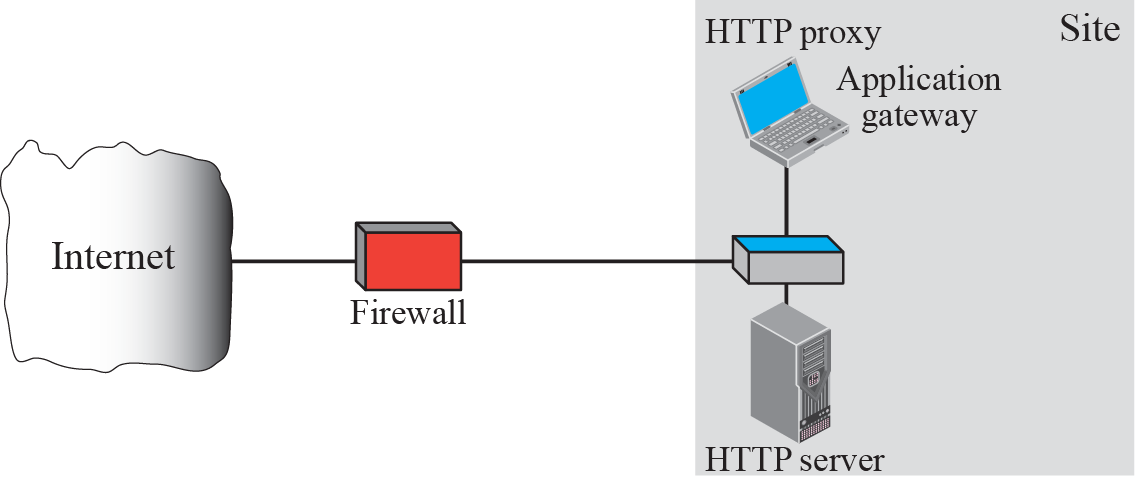 HTTP proxy
Site
Application
gateway
Internet
Firewall
HTTP server